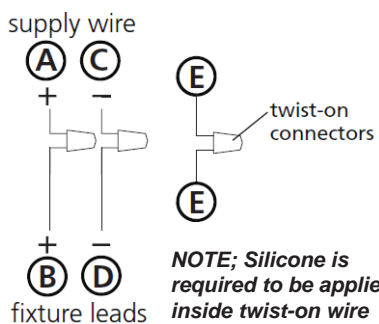 supply wire
A C
+ −
E
twist-on
connectors
E
+ −
B D
fixture leads
NOTE; Silicone is
required to be applie
inside twist-on wire